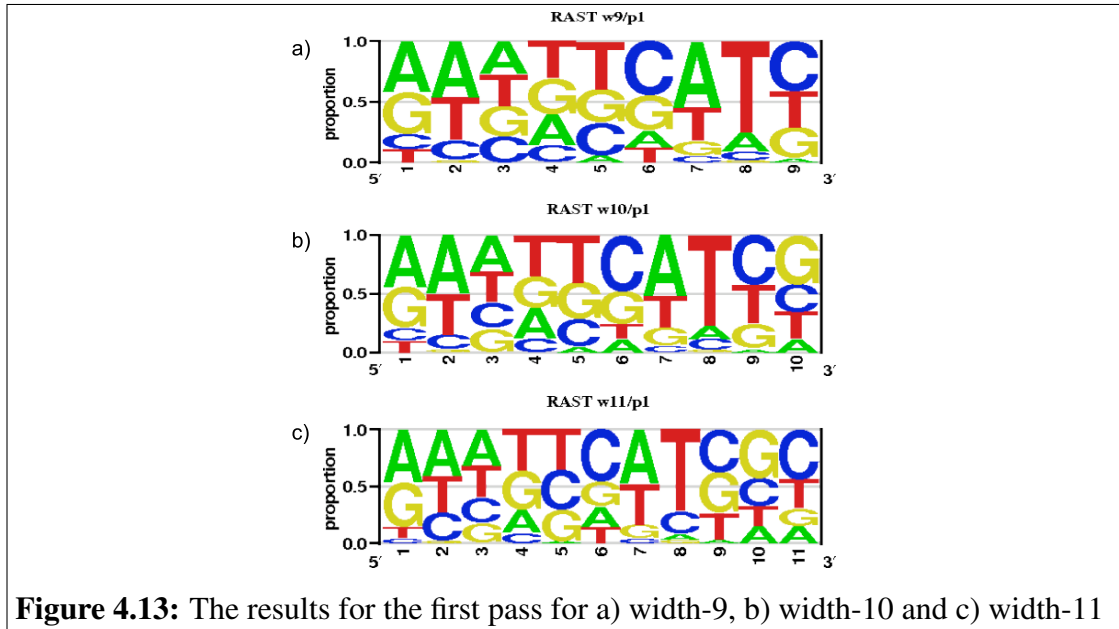 RAST w9/p1
a)
1.0
0.5
0.0
proportion
A A A T T C A T C
G T T G G G T A T
C C G A C A G C G
T C C A T C A
5′ 1 2 3 4 5 6 7 8 9 3′
RAST w10/p1
b)
1.0
0.5
0.0
proportion
A A A T T C A T C G
G T T G G G T A T C
C C C A C T G C G T
T G C A A C A A
5′ 1 2 3 4 5 6 7 8 9 10 3′
RAST w11/p1
c)
1.0
0.5
0.0
proportion
A A A T T C A T C G C
G T T G C G T C G C T
T C C A G A G A T T G
C G C A T C A A A
5′ 1 2 3 4 5 6 7 8 9 10 11 3′
Figure 4.13: The results for the first pass for a) width-9, b) width-10 and c) width-11